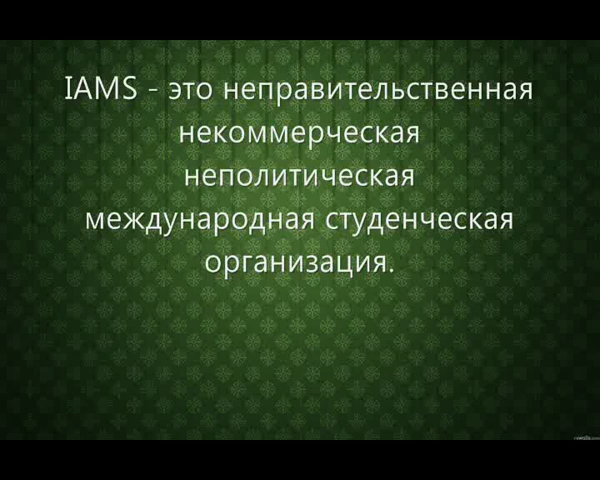 IAMS - это неправительственная
некоммерческая
неполитическая
международная студенческая
организация.